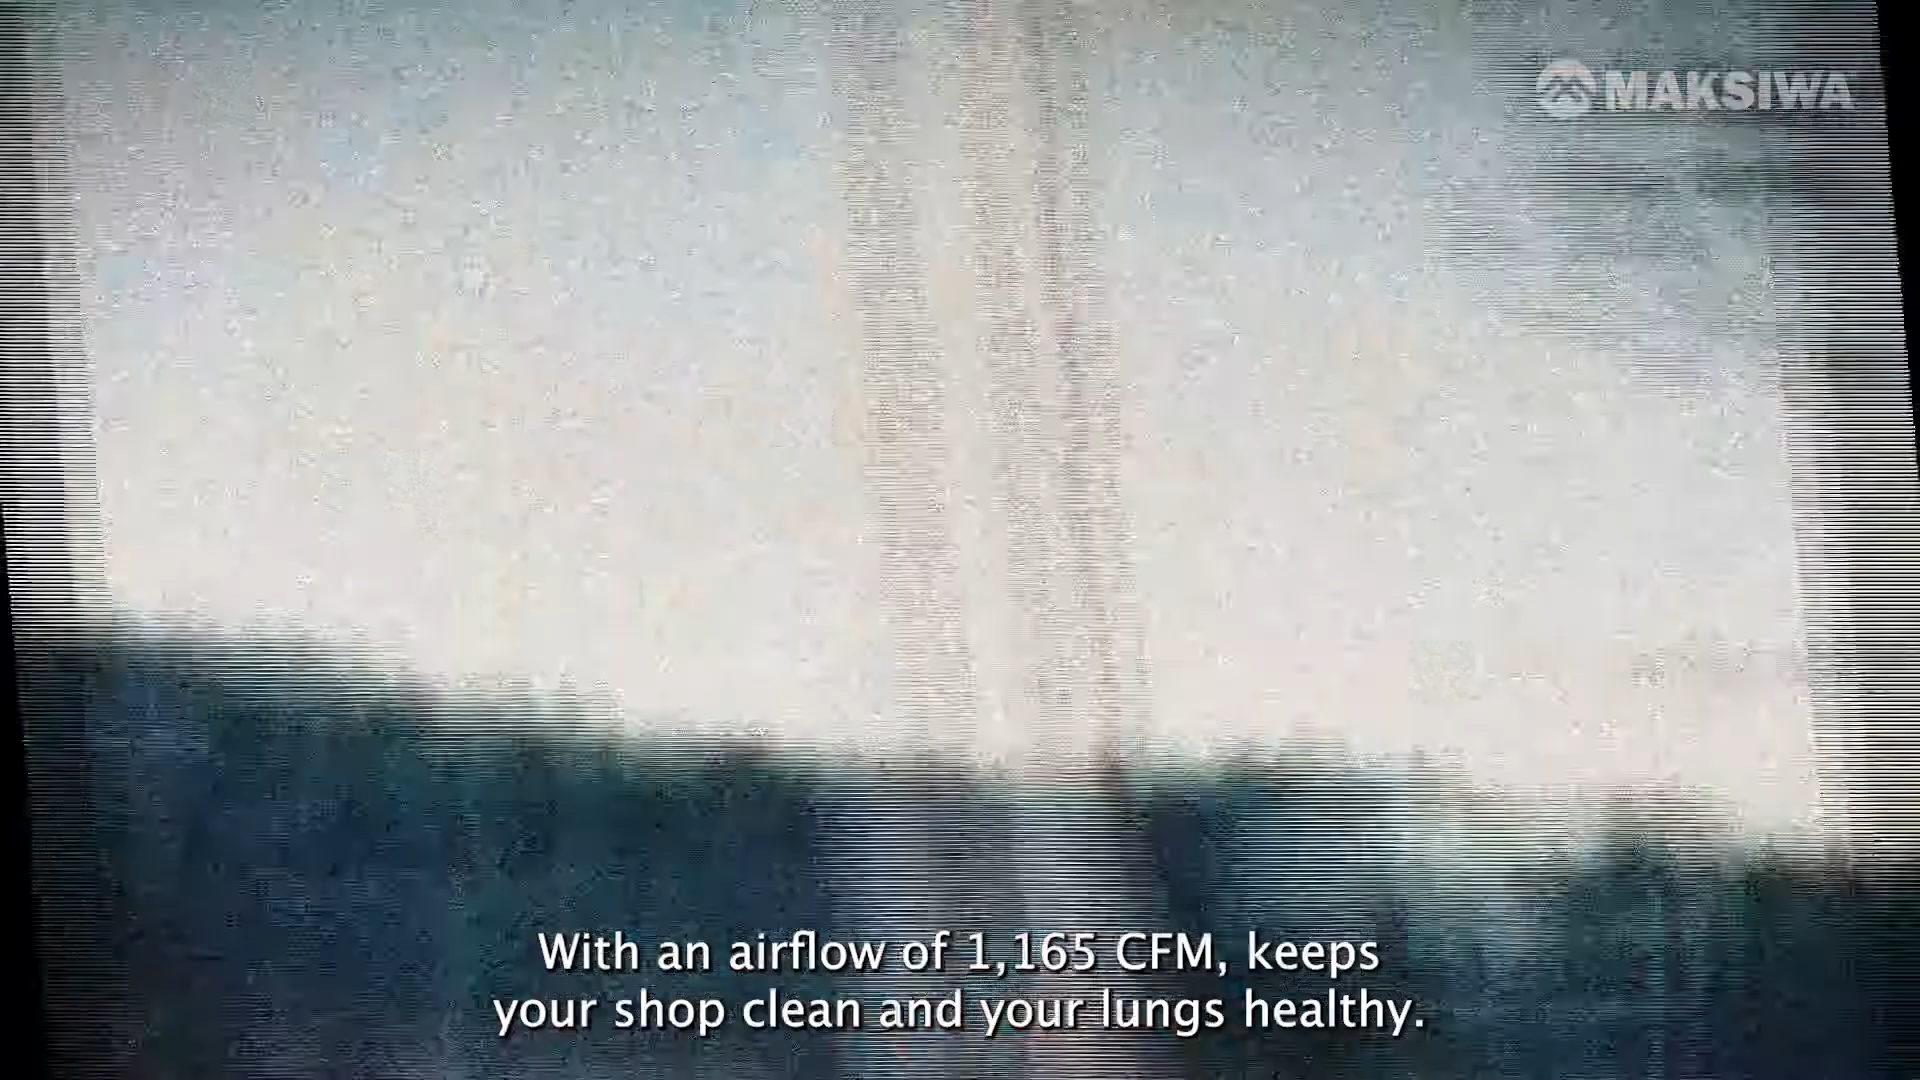 MAKSIWA
With an airflow of 1,165 CFM, keeps
your shop clean and your lungs healthy.